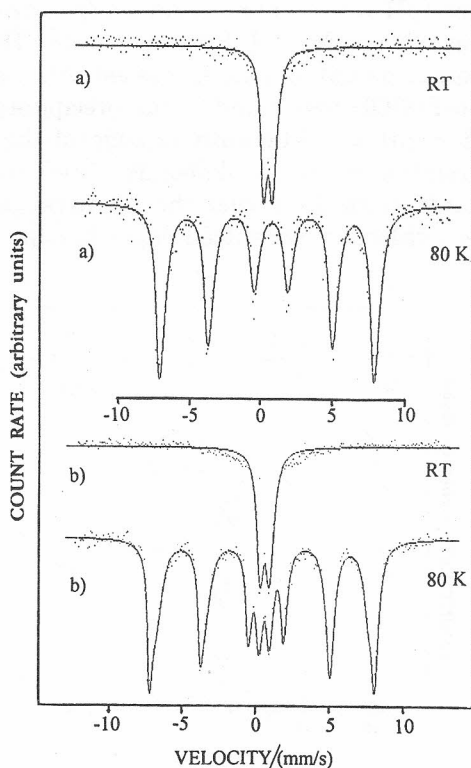 a)
RT
a)
80 K
-10 -5 0 5 10
b)
RT
b)
80 K
-10 -5 0 5 10
VELOCITY/(mm/s)
COUNT RATE (arbitrary units)